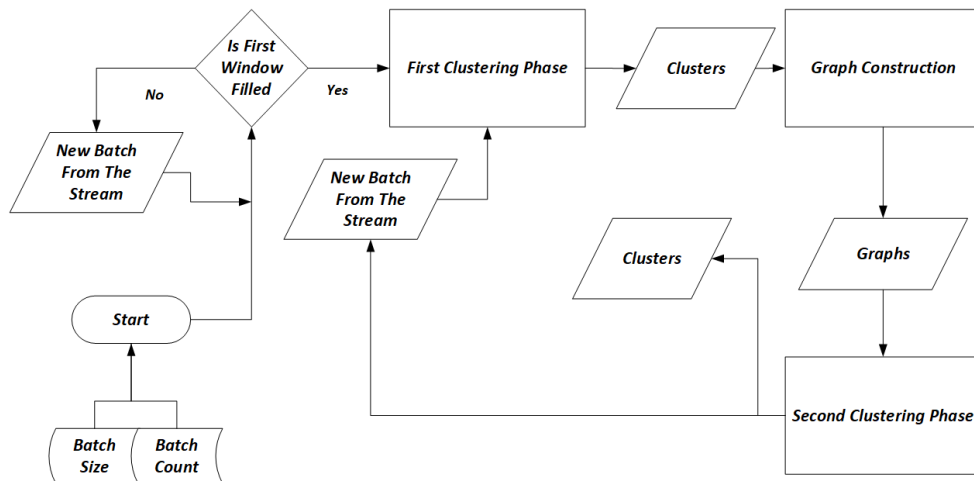 Is First
Window
Filled
No
Yes
New Batch
From The
Stream
First Clustering Phase
Clusters
Graph Construction
New Batch
From The
Stream
Clusters
Graphs
Start
Second Clustering Phase
Batch
Size
Batch
Count